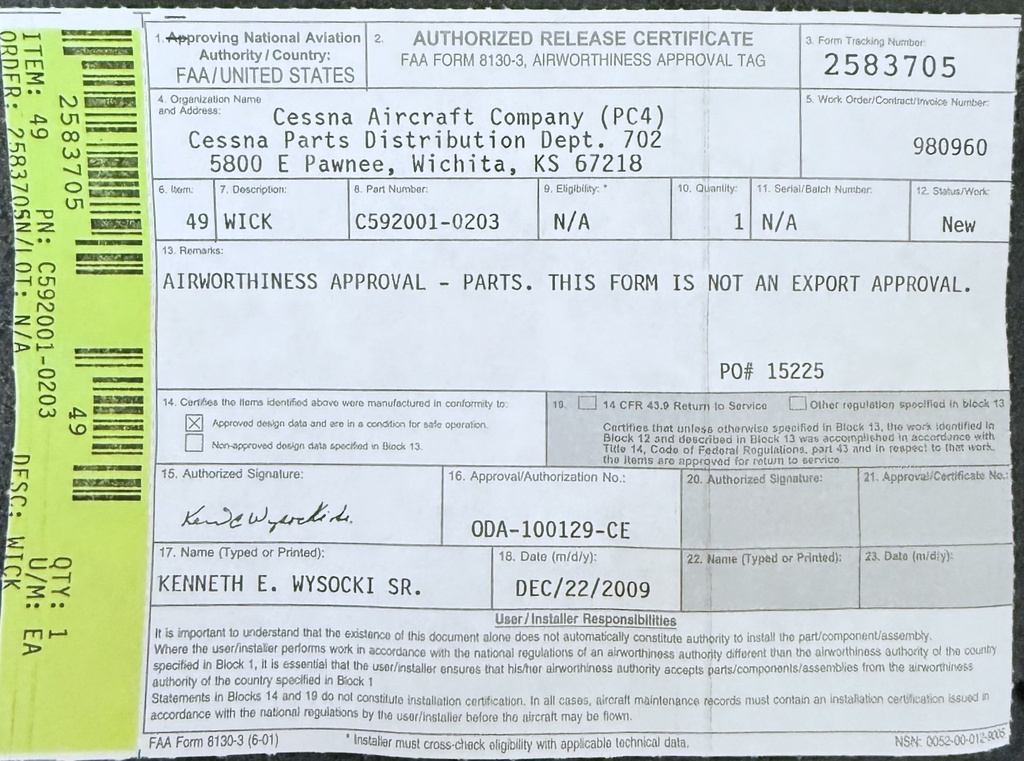 ITEM: 49 PN: C592001-0203 DESC: WICK
ORDER: 2583705N/LOT: N/A U/M: EA
QTY: 1
2583705
49
1. Approving National Aviation
Authority / Country:
FAA/UNITED STATES
2. AUTHORIZED RELEASE CERTIFICATE
FAA FORM 8130-3, AIRWORTHINESS APPROVAL TAG
3. Form Tracking Number:
2583705
4. Organization Name
and Address:
Cessna Aircraft Company (PC4)
Cessna Parts Distribution Dept. 702
5800 E Pawnee, Wichita, KS 67218
5. Work Order/Contract/Invoice Number:
980960
6. Item: 7. Description: 8. Part Number: 9. Eligibility: * 10. Quantity: 11. Serial/Batch Number: 12. Status/Work:
49 WICK C592001-0203 N/A 1 N/A New
13. Remarks:
AIRWORTHINESS APPROVAL - PARTS. THIS FORM IS NOT AN EXPORT APPROVAL.
PO# 15225
14. Certifies the items identified above were manufactured in conformity to:
Approved design data and are in a condition for safe operation.
Non-approved design data specified in Block 13.
19. 14 CFR 43.9 Return to Service Other regulation specified in block 13
Certifies that unless otherwise specified in Block 13, the work identified in
Block 12 and described in Block 13 was accomplished in accordance with
Title 14, Code of Federal Regulations, part 43 and in respect to that work,
the items are approved for return to service.
15. Authorized Signature: 16. Approval/Authorization No.: 20. Authorized Signature: 21. Approval/Certificate No.:
ODA-100129-CE
17. Name (Typed or Printed): 18. Date (m/d/y): 22. Name (Typed or Printed): 23. Date (m/d/y):
KENNETH E. WYSOCKI SR. DEC/22/2009
User/Installer Responsibilities
It is important to understand that the existence of this document alone does not automatically constitute authority to install the part/component/assembly.
Where the user/installer performs work in accordance with the national regulations of an airworthiness authority different than the airworthiness authority of the country
specified in Block 1, it is essential that the user/installer ensures that his/her airworthiness authority accepts parts/components/assemblies from the airworthiness
authority of the country specified in Block 1
Statements in Blocks 14 and 19 do not constitute installation certification. In all cases, aircraft maintenance records must contain an installation certification issued in
accordance with the national regulations by the user/installer before the aircraft may be flown.
FAA Form 8130-3 (6-01) * Installer must cross-check eligibility with applicable technical data. NSN: 0052-00-012-9005